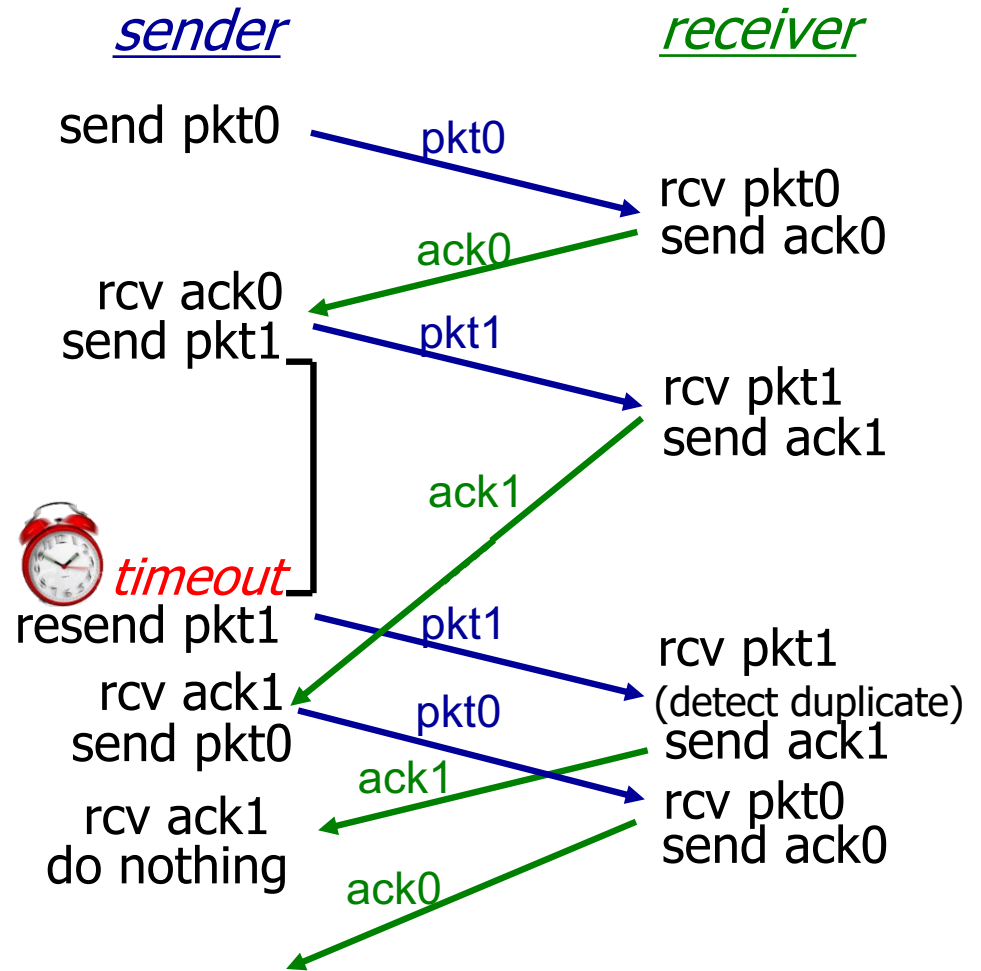 sender
receiver
send pkt0
pkt0
rcv pkt0
send ack0
ack0
rcv ack0
send pkt1
pkt1
rcv pkt1
send ack1
ack1
timeout
resend pkt1
pkt1
rcv pkt1
(detect duplicate)
send ack1
rcv ack1
send pkt0
pkt0
ack1
rcv pkt0
send ack0
rcv ack1
do nothing
ack0